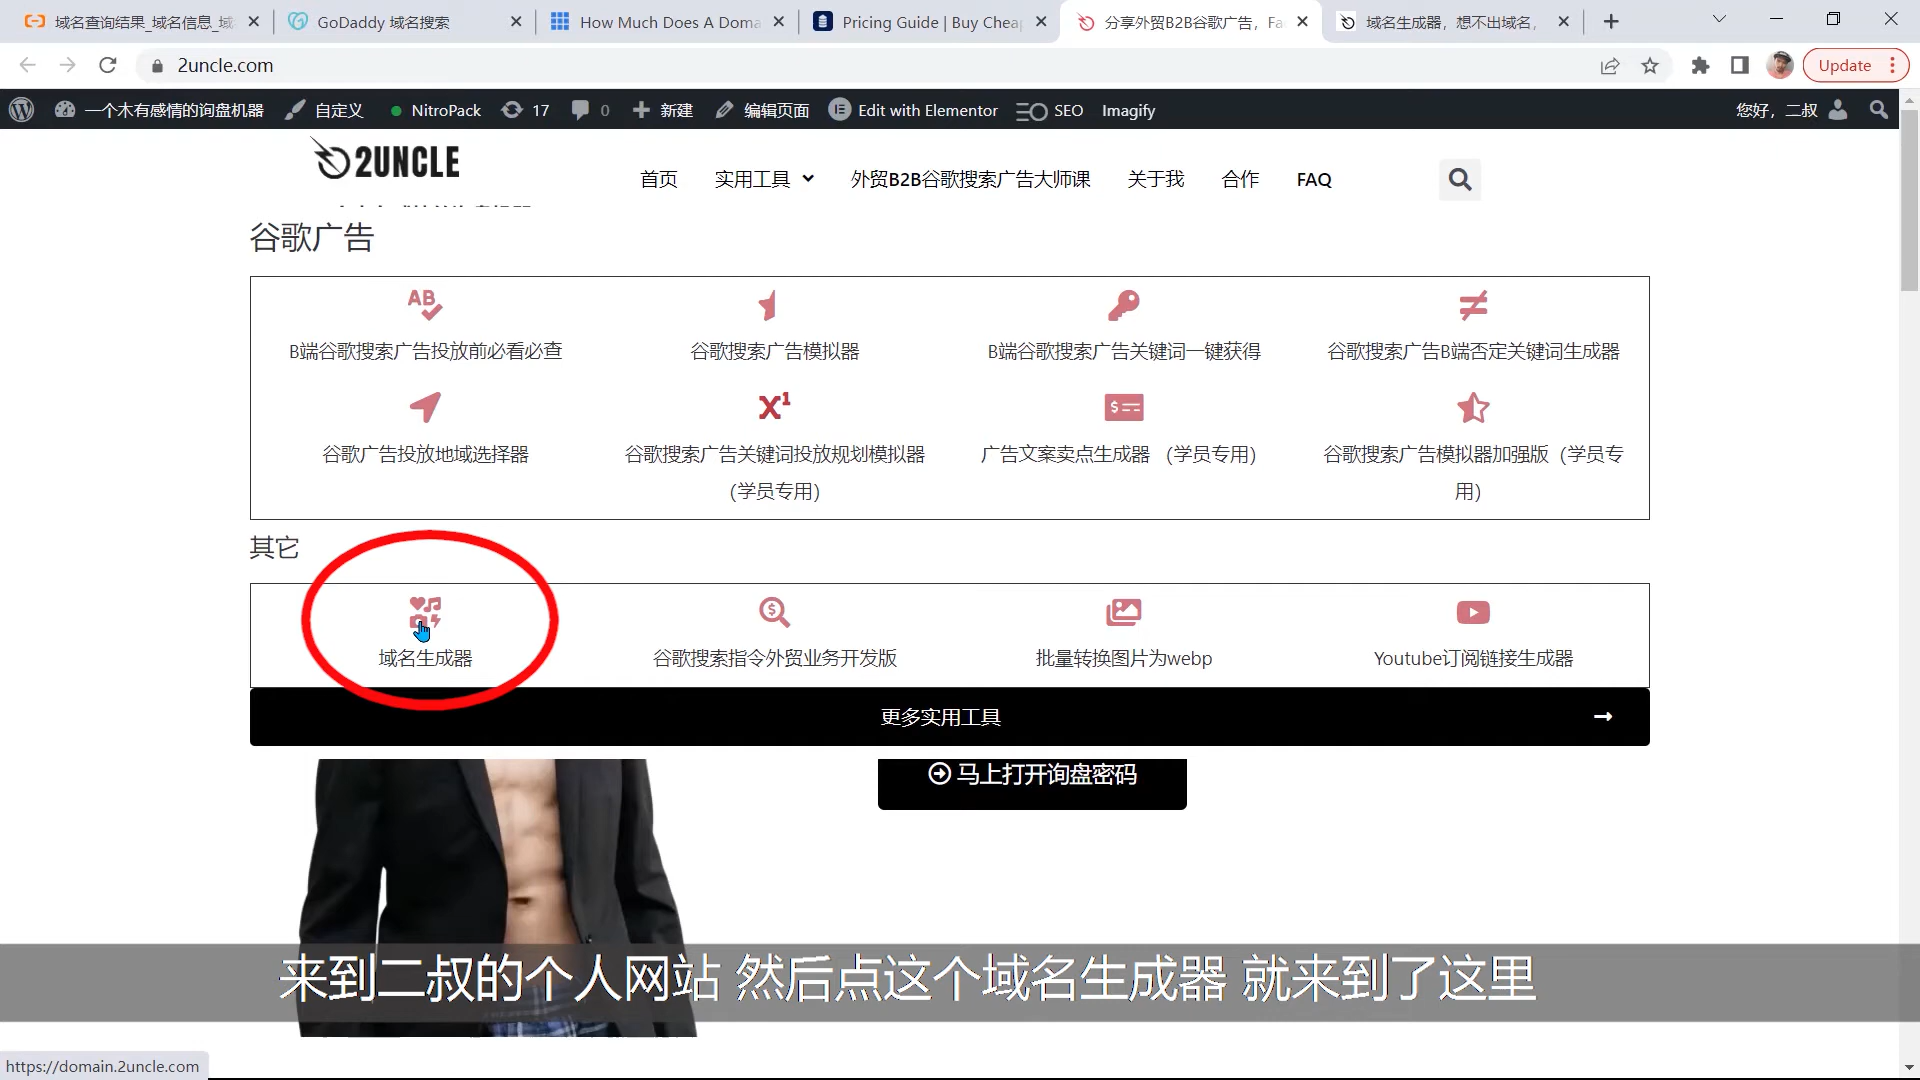 域名查询结果_域名信息_域
GoDaddy 域名搜索
How Much Does A Doma
Pricing Guide | Buy Cheap
分享外贸B2B谷歌广告，Fa
域名生成器，想不出域名，
2uncle.com
Update
一个木有感情的询盘机器
自定义
NitroPack
17
0
新建
编辑页面
Edit with Elementor
SEO
Imagify
您好，二叔
2UNCLE
首页
实用工具
外贸B2B谷歌搜索广告大师课
关于我
合作
FAQ
谷歌广告
B端谷歌搜索广告投放前必看必查
谷歌搜索广告模拟器
B端谷歌搜索广告关键词一键获得
谷歌搜索广告B端否定关键词生成器
谷歌广告投放地域选择器
谷歌搜索广告关键词投放规划模拟器
（学员专用）
广告文案卖点生成器 （学员专用）
谷歌搜索广告模拟器加强版（学员专
用）
其它
域名生成器
谷歌搜索指令外贸业务开发版
批量转换图片为webp
Youtube订阅链接生成器
更多实用工具
马上打开询盘密码
来到二叔的个人网站 然后点这个域名生成器 就来到了这里
https://domain.2uncle.com